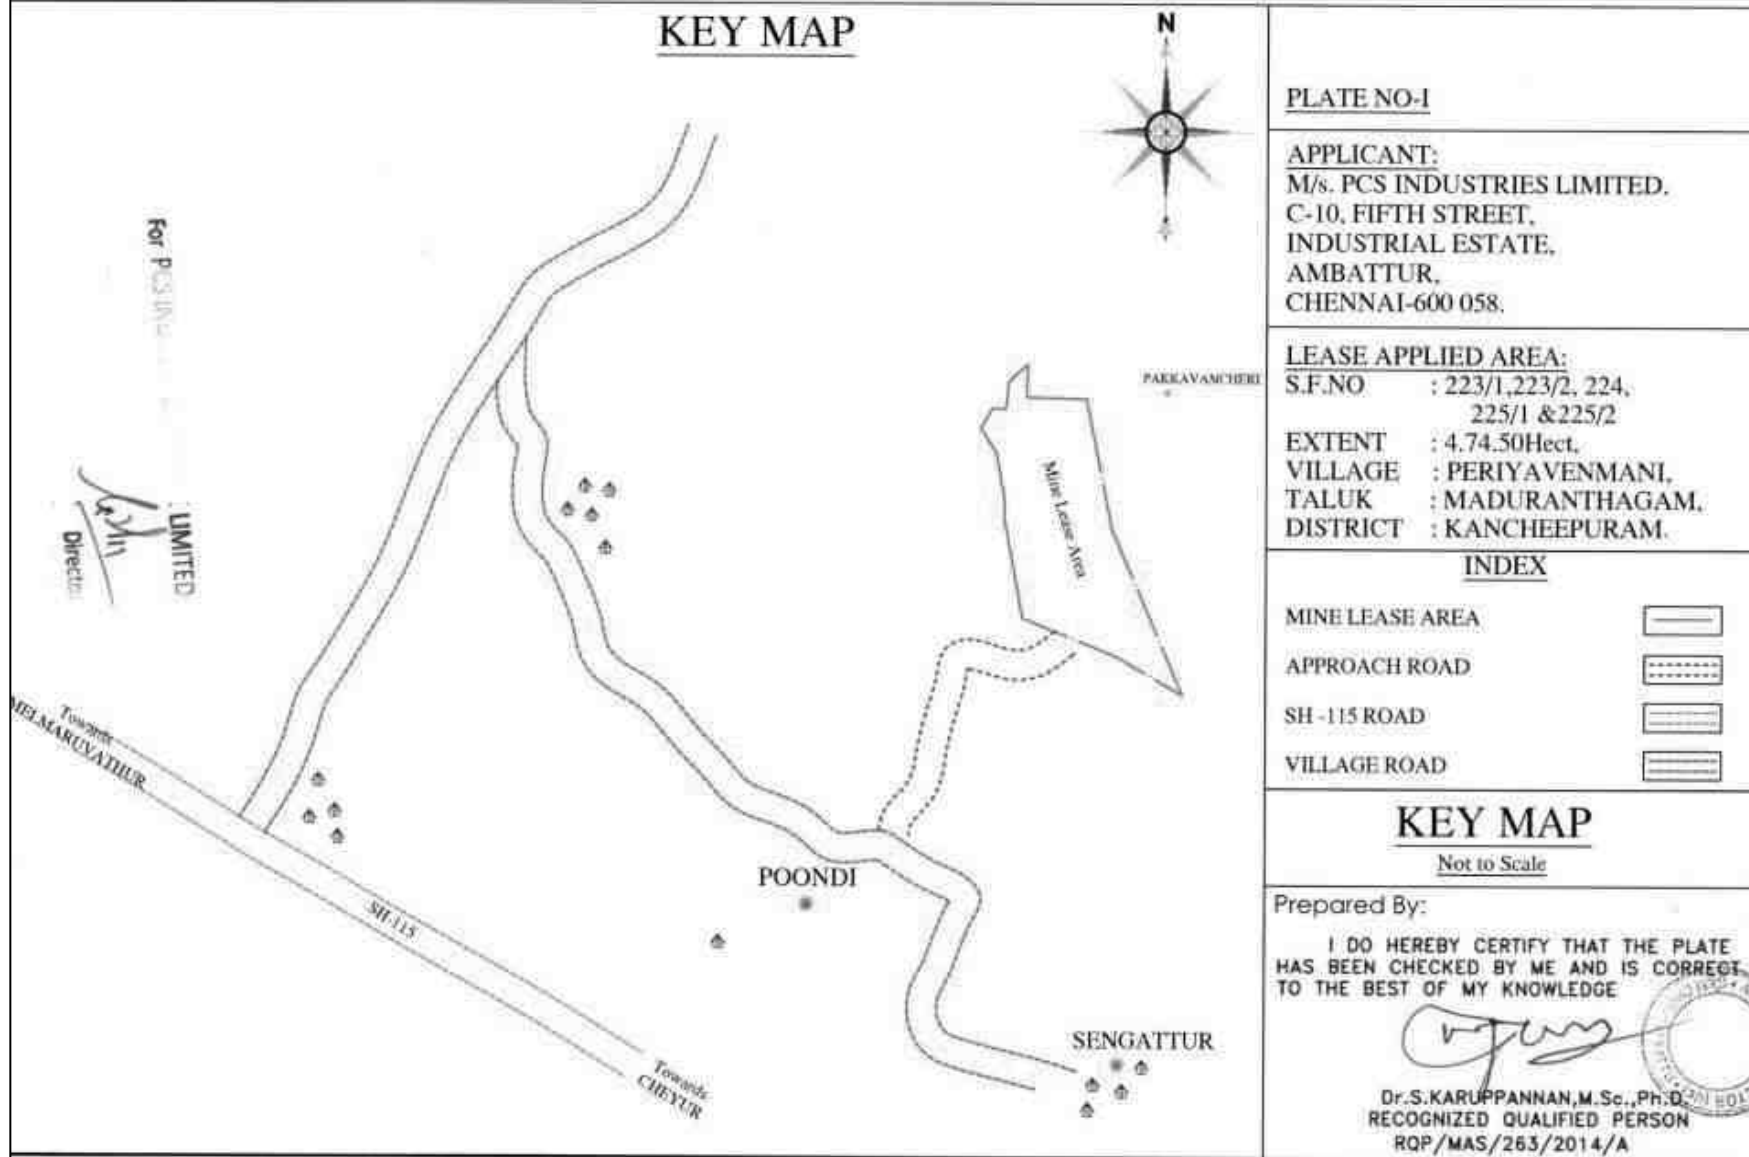 KEY MAP
N
For PCS
LIMITED
Director
PAKKAVANCHERI
Mine Lease Area
Towards
MELMARUVATHUR
SH-115
POONDI
SENGATTUR
Towards
CHEYUR
PLATE NO-I
APPLICANT:
M/s. PCS INDUSTRIES LIMITED.
C-10, FIFTH STREET,
INDUSTRIAL ESTATE,
AMBATTUR,
CHENNAI-600 058.
LEASE APPLIED AREA:
S.F.NO : 223/1,223/2, 224,
225/1 &225/2
EXTENT : 4.74.50Hect,
VILLAGE : PERIYAVENMANI,
TALUK : MADURANTHAGAM,
DISTRICT : KANCHEEPURAM.
INDEX
MINE LEASE AREA
APPROACH ROAD
SH -115 ROAD
VILLAGE ROAD
KEY MAP
Not to Scale
Prepared By:
I DO HEREBY CERTIFY THAT THE PLATE
HAS BEEN CHECKED BY ME AND IS CORRECT
TO THE BEST OF MY KNOWLEDGE
Dr.S.KARUPPANNAN,M.Sc.,Ph.D.
RECOGNIZED QUALIFIED PERSON
RQP/MAS/263/2014/A